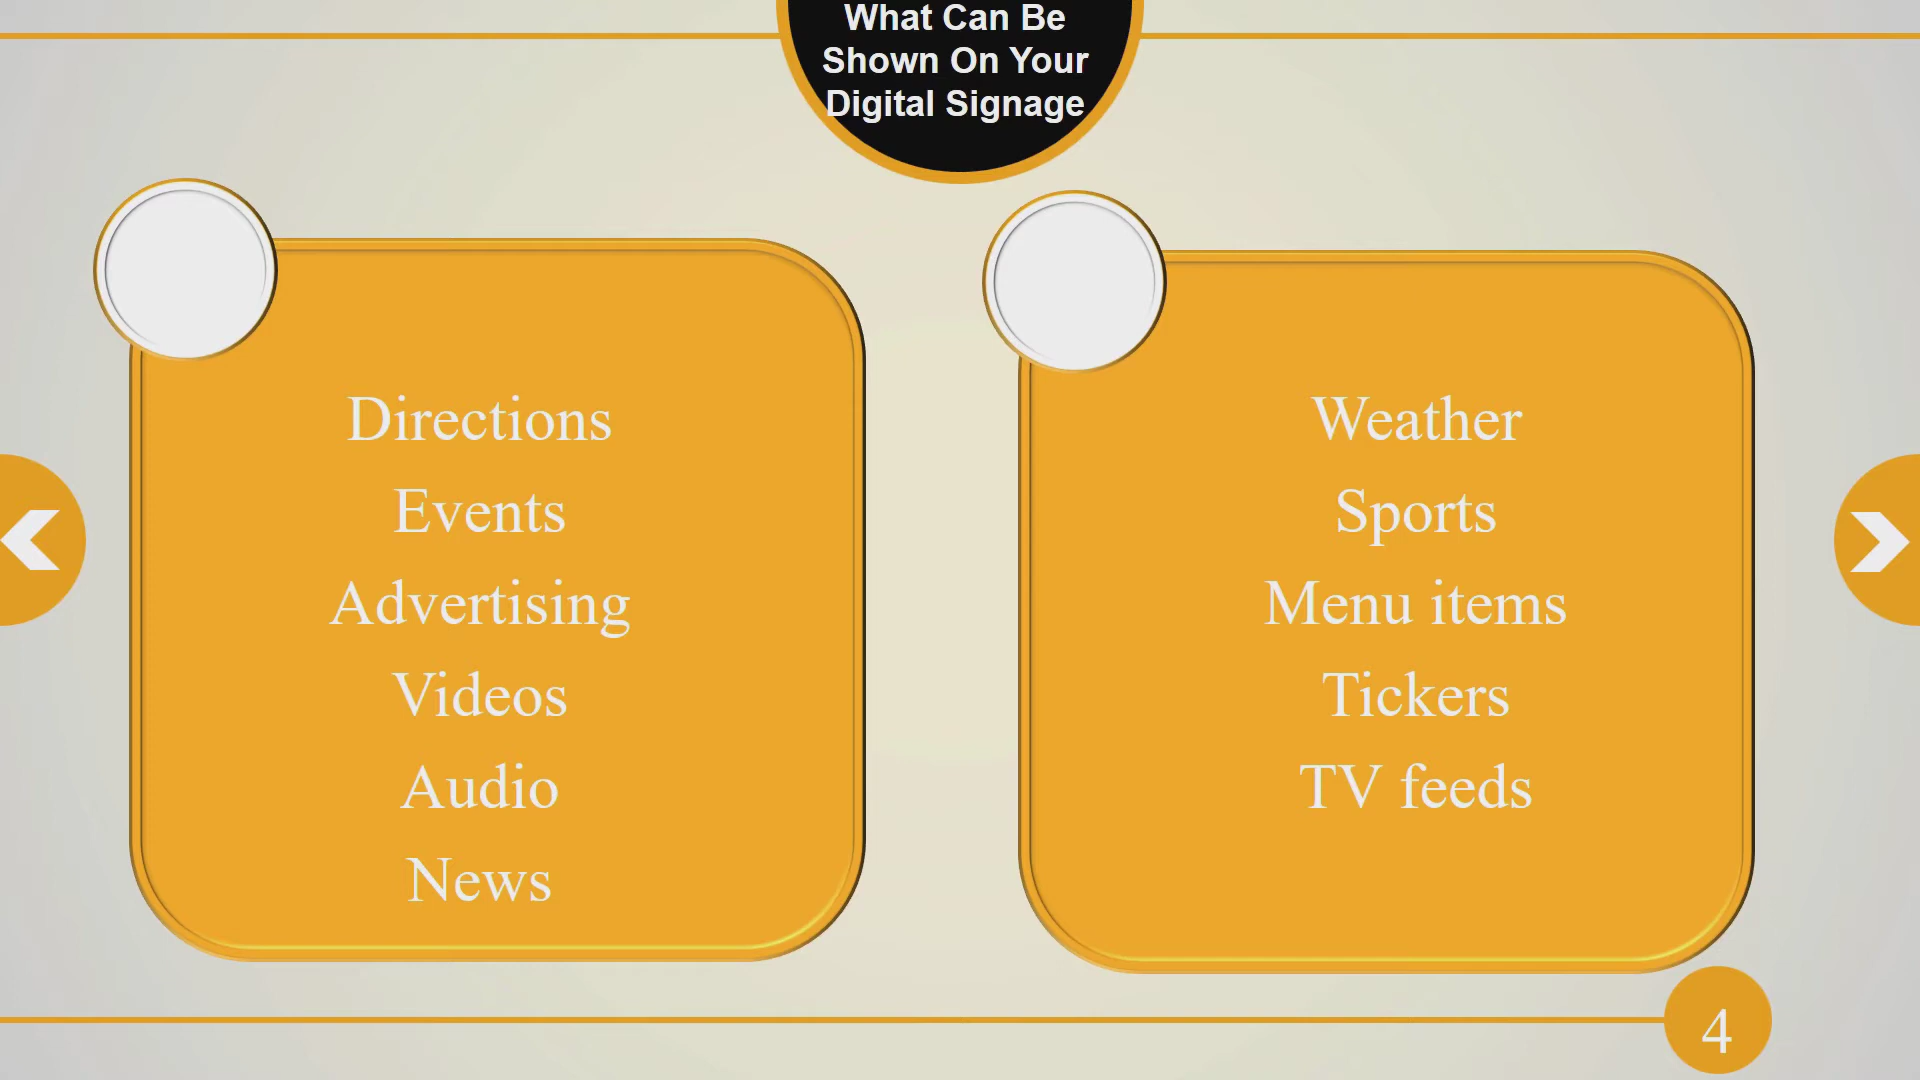 What Can Be
Shown On Your
Digital Signage
Directions
Events
Advertising
Videos
Audio
News
Weather
Sports
Menu items
Tickers
TV feeds
4